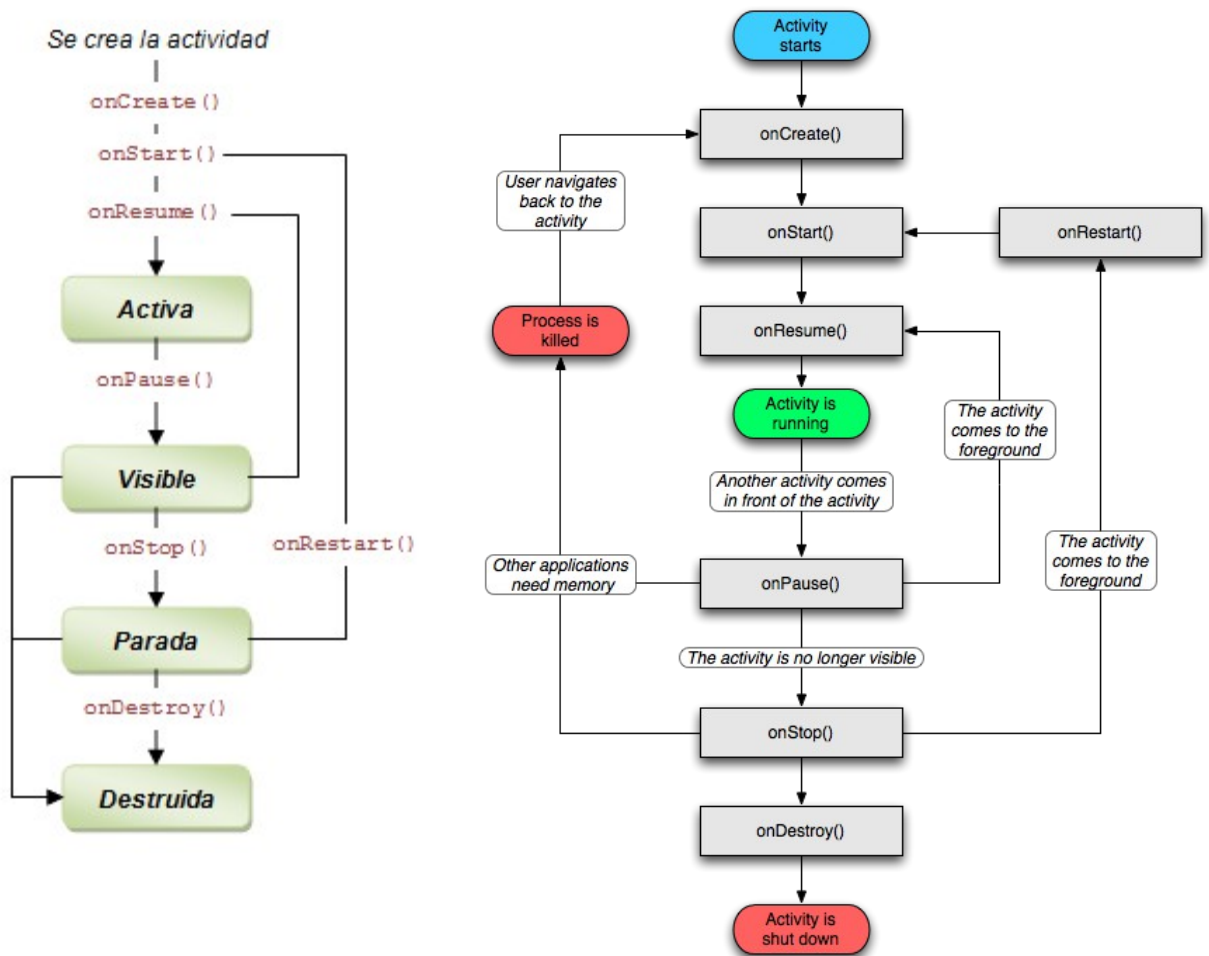 Se crea la actividad
onCreate()
onStart()
onResume()
Activa
onPause()
Visible
onStop()
onRestart()
Parada
onDestroy()
Destruida
Activity
starts
onCreate()
User navigates
back to the
activity
onStart()
onRestart()
Process is
killed
onResume()
Activity is
running
The activity
comes to the
foreground
Another activity comes
in front of the activity
The activity
comes to the
foreground
Other applications
need memory
onPause()
The activity is no longer visible
onStop()
onDestroy()
Activity is
shut down